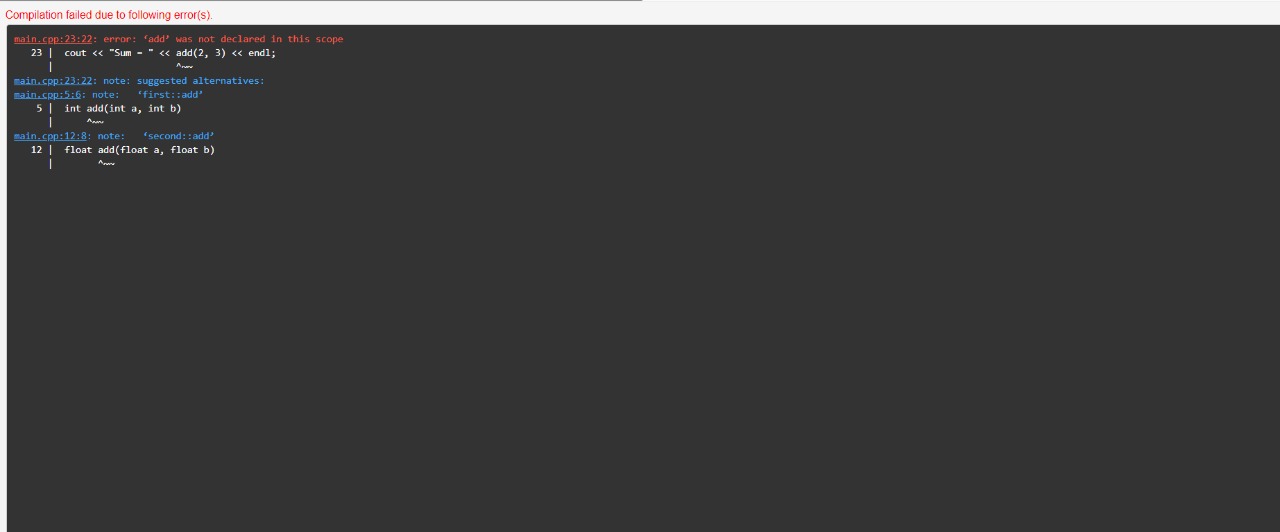 Compilation failed due to following error(s).
main.cpp:23:22: error: ‘add’ was not declared in this scope
23 | cout << "Sum = " << add(2, 3) << endl;
| ^~~
main.cpp:23:22: note: suggested alternatives:
main.cpp:5:6: note: ‘first::add’
5 | int add(int a, int b)
| ^~~
main.cpp:12:8: note: ‘second::add’
12 | float add(float a, float b)
| ^~~